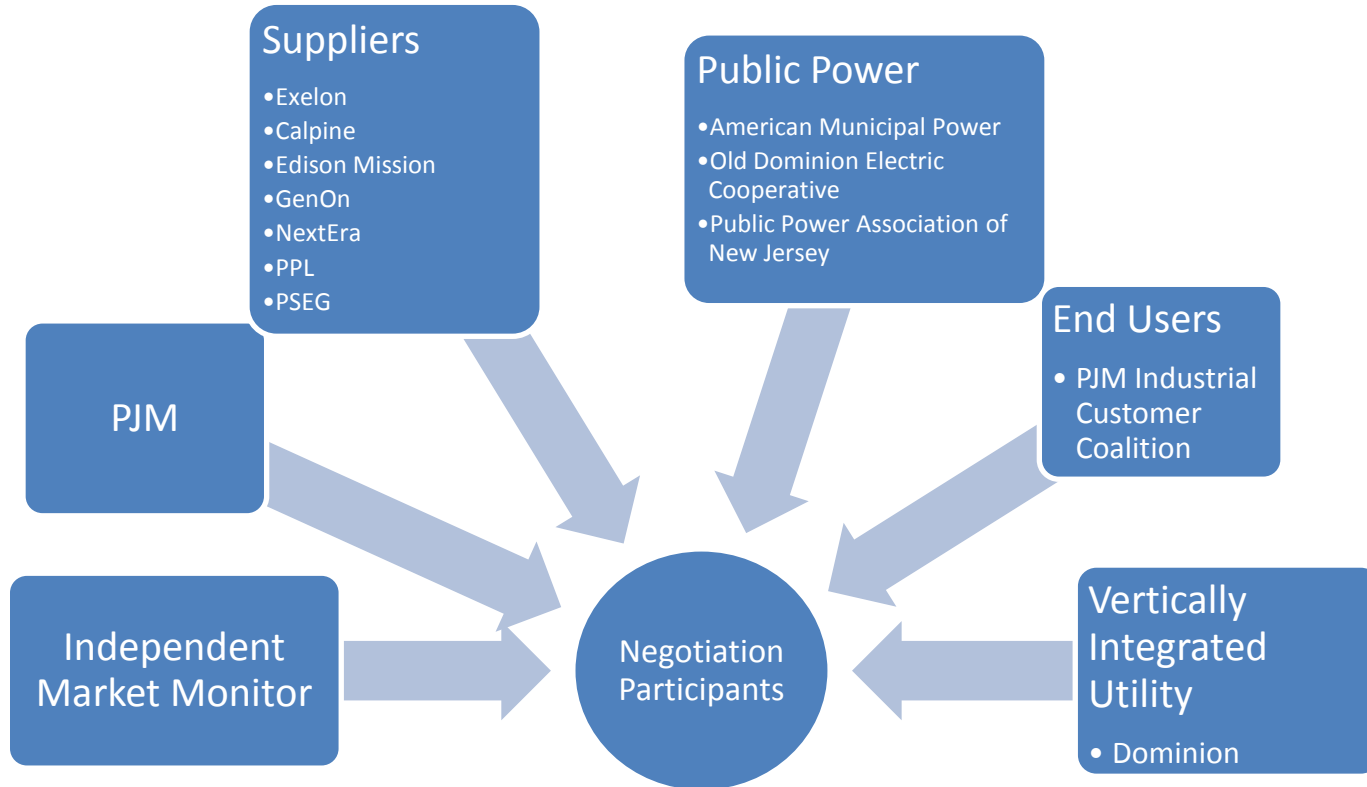 Suppliers
•Exelon
•Calpine
•Edison Mission
•GenOn
•NextEra
•PPL
•PSEG
Public Power
•American Municipal Power
•Old Dominion Electric
Cooperative
•Public Power Association of
New Jersey
End Users
• PJM Industrial
Customer
Coalition
PJM
Independent
Market Monitor
Negotiation
Participants
Vertically
Integrated
Utility
• Dominion